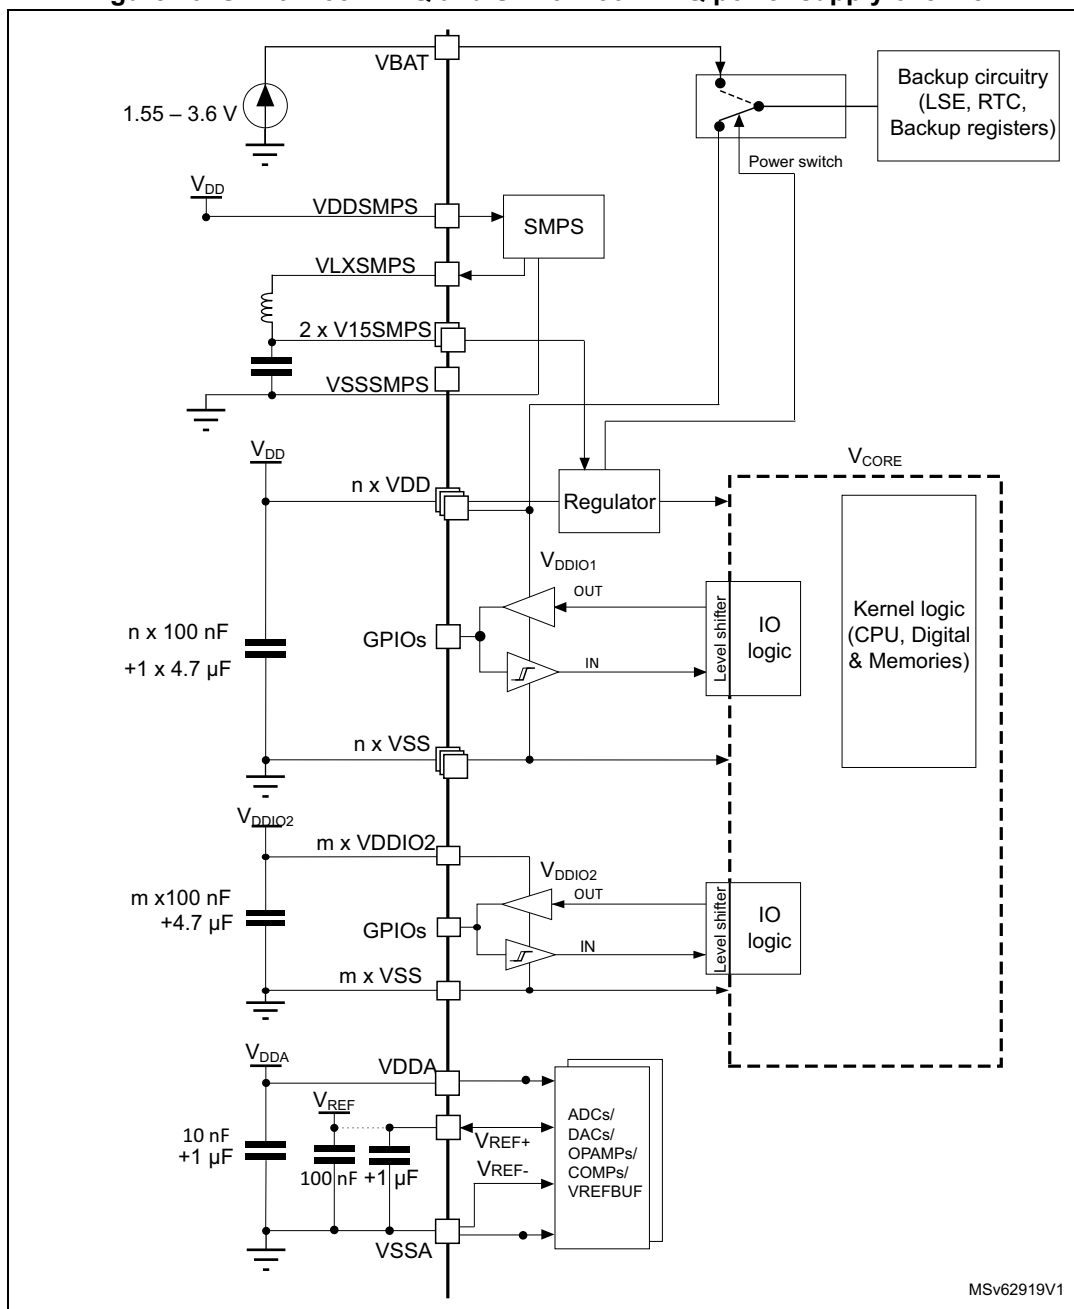 VBAT
1.55 – 3.6 V
Backup circuitry
(LSE, RTC,
Backup registers)
Power switch
VDD
VDDSMPS
SMPS
VLXSMPS
2 x V15SMPS
VSSSMPS
VDD
n x VDD
Regulator
VCORE
VDDIO1
OUT
GPIOs
IN
Level shifter
IO
logic
Kernel logic
(CPU, Digital
& Memories)
n x 100 nF
+1 x 4.7 µF
n x VSS
VDDIO2
m x VDDIO2
VDDIO2
OUT
m x100 nF
+4.7 µF
GPIOs
IN
Level shifter
IO
logic
m x VSS
VDDA
VDDA
VREF
10 nF
+1 µF
100 nF
+1 µF
VREF+
VREF-
ADCs/
DACs/
OPAMPs/
COMPs/
VREFBUF
VSSA
MSv62919V1